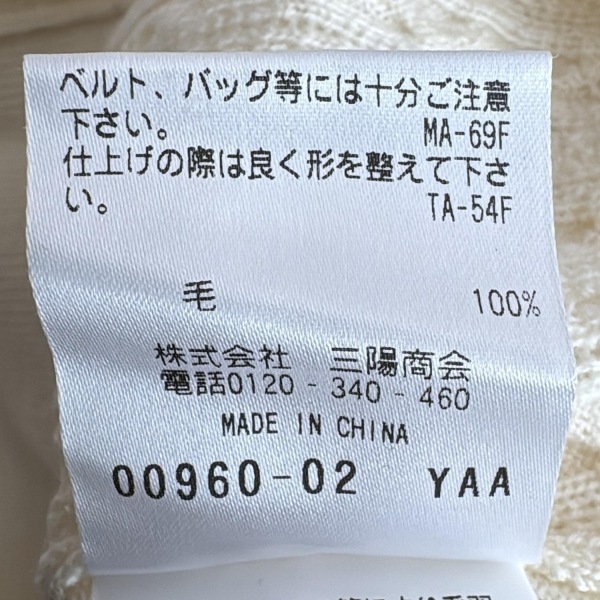 ベルト、バッグ等には十分ご注意
下さい。 MA-69F
仕上げの際は良く形を整えて下さ
い。 TA-54F
毛 100%
株式会社 三陽商会
電話0120-340-460
MADE IN CHINA
00960-02 YAA